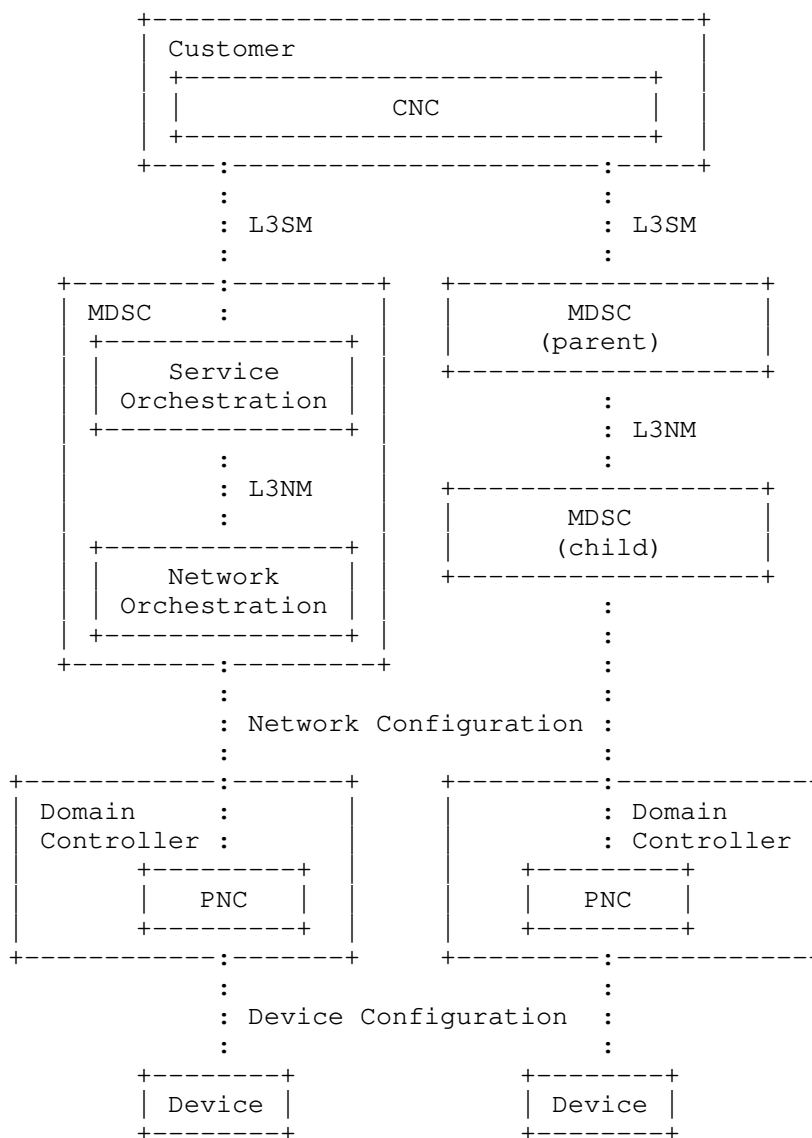 Customer
CNC
: L3SM : L3SM
MDSC : MDSC
(parent)
Service
Orchestration
: L3NM
: L3NM
MDSC
(child)
Network
Orchestration
: Network Configuration :
Domain : : Domain
Controller : : Controller
PNC PNC
: Device Configuration :
Device Device